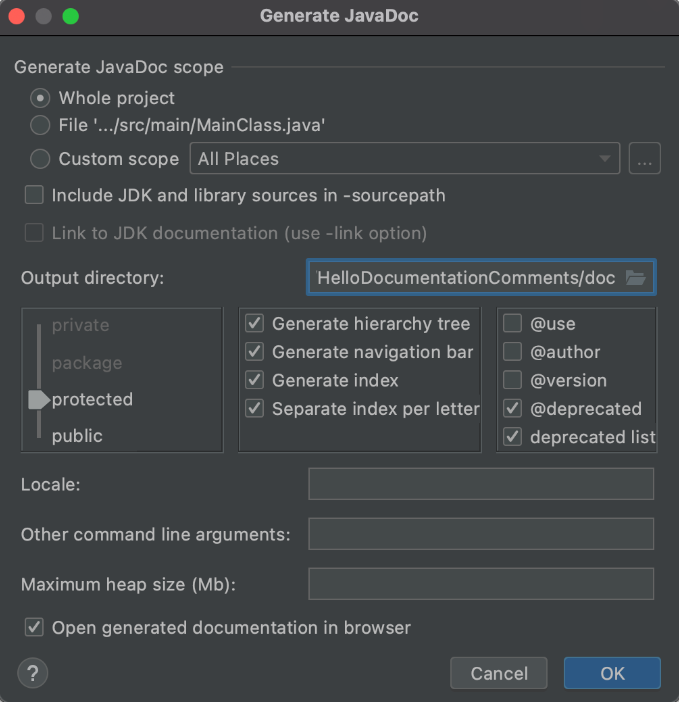 Generate JavaDoc
Generate JavaDoc scope
Whole project
File '.../src/main/MainClass.java'
Custom scope
All Places
...
Include JDK and library sources in -sourcepath
Link to JDK documentation (use -link option)
Output directory:
HelloDocumentationComments/doc
private
package
protected
public
Generate hierarchy tree
Generate navigation bar
Generate index
Separate index per letter
@use
@author
@version
@deprecated
deprecated list
Locale:
Other command line arguments:
Maximum heap size (Mb):
Open generated documentation in browser
?
Cancel
OK